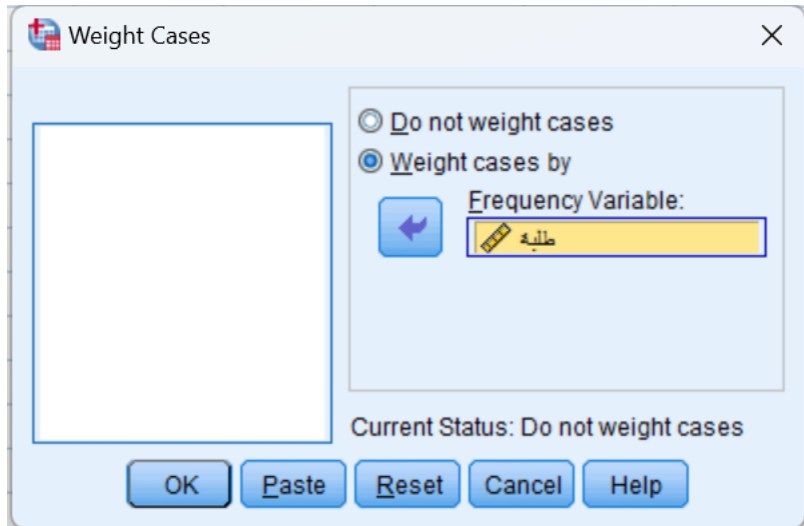 Weight Cases
Do not weight cases
Weight cases by
Frequency Variable:
طلبة
Current Status: Do not weight cases
OK Paste Reset Cancel Help